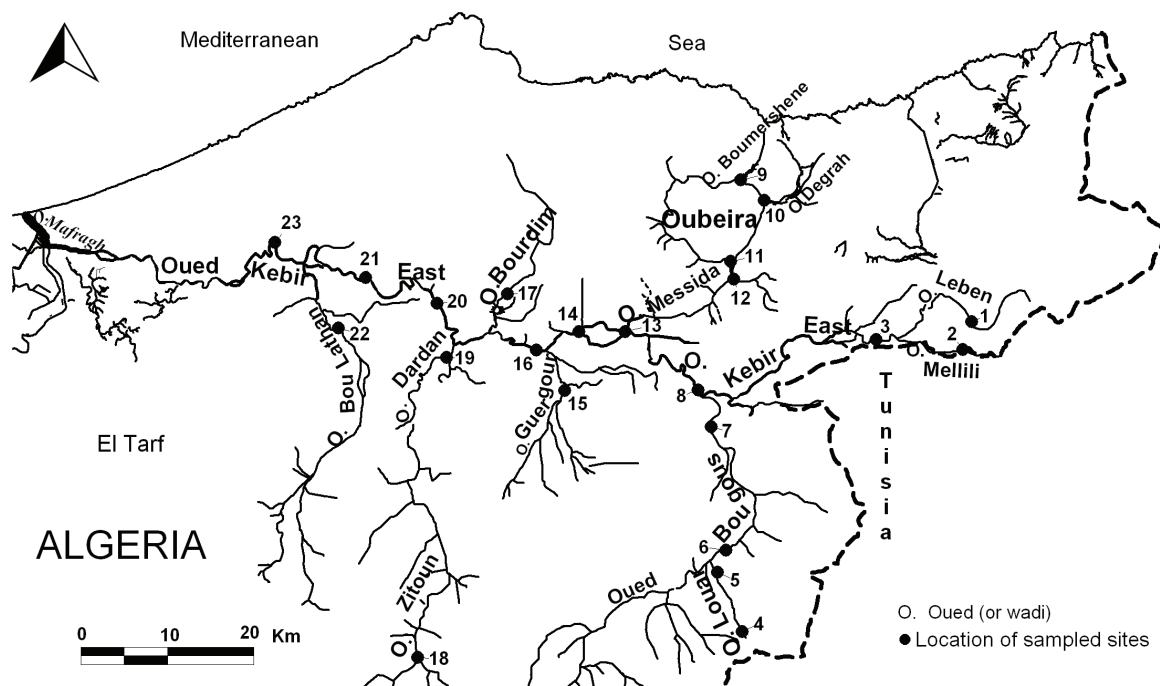 Mediterranean
Sea
O. Boumershene
9
O Degrah
10
Oubeira
11
12
O. Messida
O. Mafragh
Oued
Kebir
East
23
21
20
O. Bourdim
17
14
13
16
O. Guergour
15
O. Dardan
19
22
O. Bou Lathan
Leben
O.
1
2
3
East
O.
Mellili
O.
Kebir
8
7
Tunisia
Bou
gous
6
5
Louar
O.
4
Oued
El Tarf
ALGERIA
Zitoun
O.
18
0 10 20 Km
O. Oued (or wadi)
Location of sampled sites